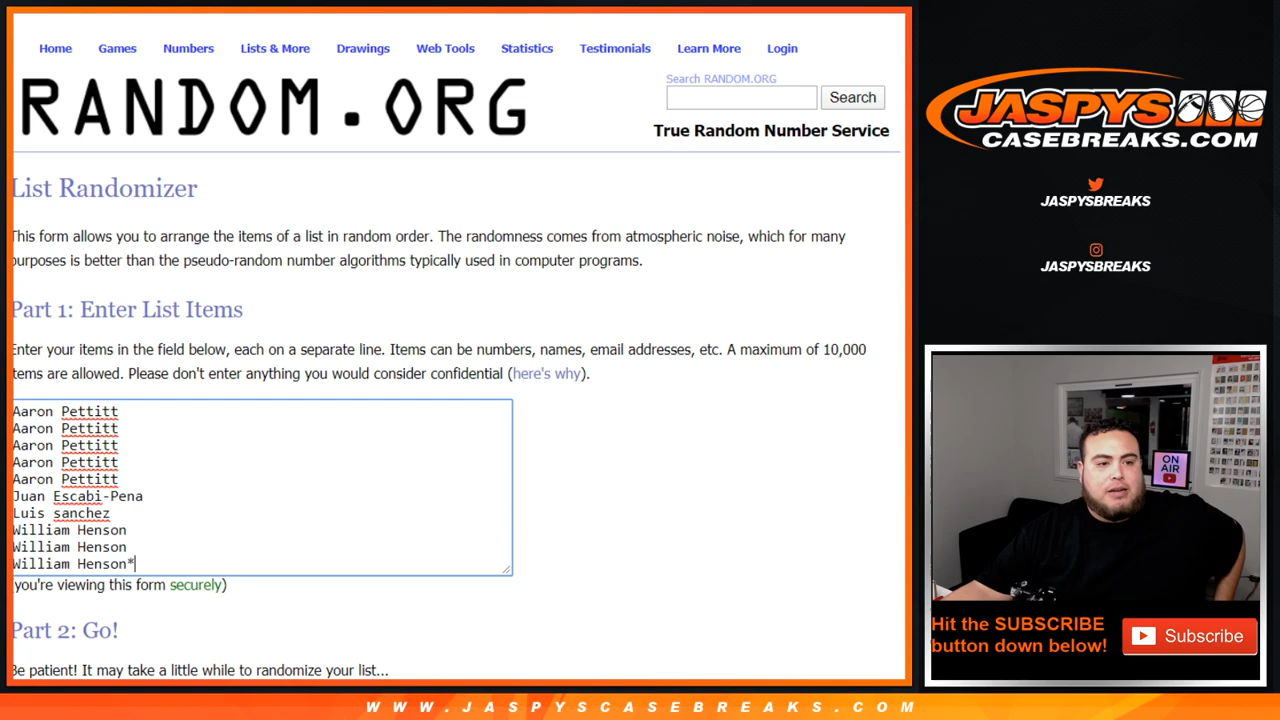 Home Games Numbers Lists & More Drawings Web Tools Statistics Testimonials Learn More Login
RANDOM.ORG
Search RANDOM.ORG
Search
True Random Number Service
List Randomizer
This form allows you to arrange the items of a list in random order. The randomness comes from atmospheric noise, which for many
purposes is better than the pseudo-random number algorithms typically used in computer programs.
Part 1: Enter List Items
Enter your items in the field below, each on a separate line. Items can be numbers, names, email addresses, etc. A maximum of 10,000
items are allowed. Please don't enter anything you would consider confidential (here's why).
Aaron Pettitt
Aaron Pettitt
Aaron Pettitt
Aaron Pettitt
Aaron Pettitt
Juan Escabi-Pena
Luis sanchez
William Henson
William Henson
William Henson*
(you're viewing this form securely)
Part 2: Go!
Be patient! It may take a little while to randomize your list...
JASPYS
CASEBREAKS.COM
JASPYSBREAKS
JASPYSBREAKS
ON
AIR
Hit the SUBSCRIBE
button down below!
Subscribe
WWW.JASPYSCASEBREAKS.COM